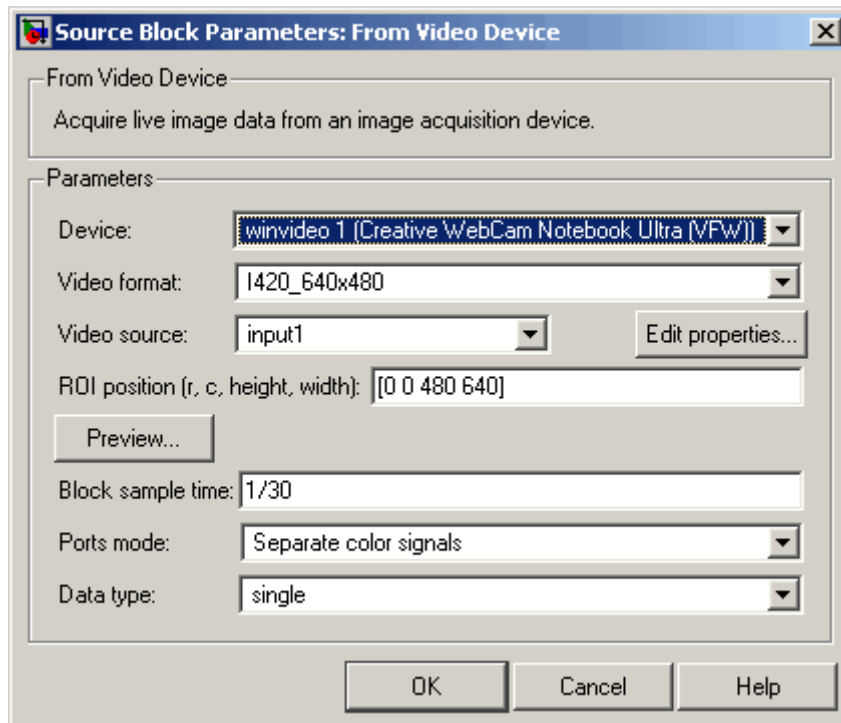 Source Block Parameters: From Video Device
From Video Device
Acquire live image data from an image acquisition device.
Parameters
Device: winvideo 1 (Creative WebCam Notebook Ultra (VFW))
Video format: I420_640x480
Video source: input1 Edit properties...
ROI position (r, c, height, width): [0 0 480 640]
Preview...
Block sample time: 1/30
Ports mode: Separate color signals
Data type: single
OK Cancel Help